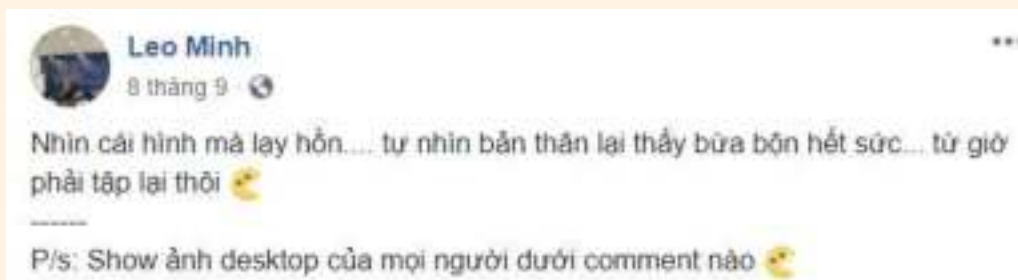 Leo Minh
8 tháng 9
Nhìn cái hình mà lạy hồn.... tự nhìn bản thân lại thấy bừa bộn hết sức... từ giờ
phải tập lại thôi
------
P/s: Show ảnh desktop của mọi người dưới comment nào